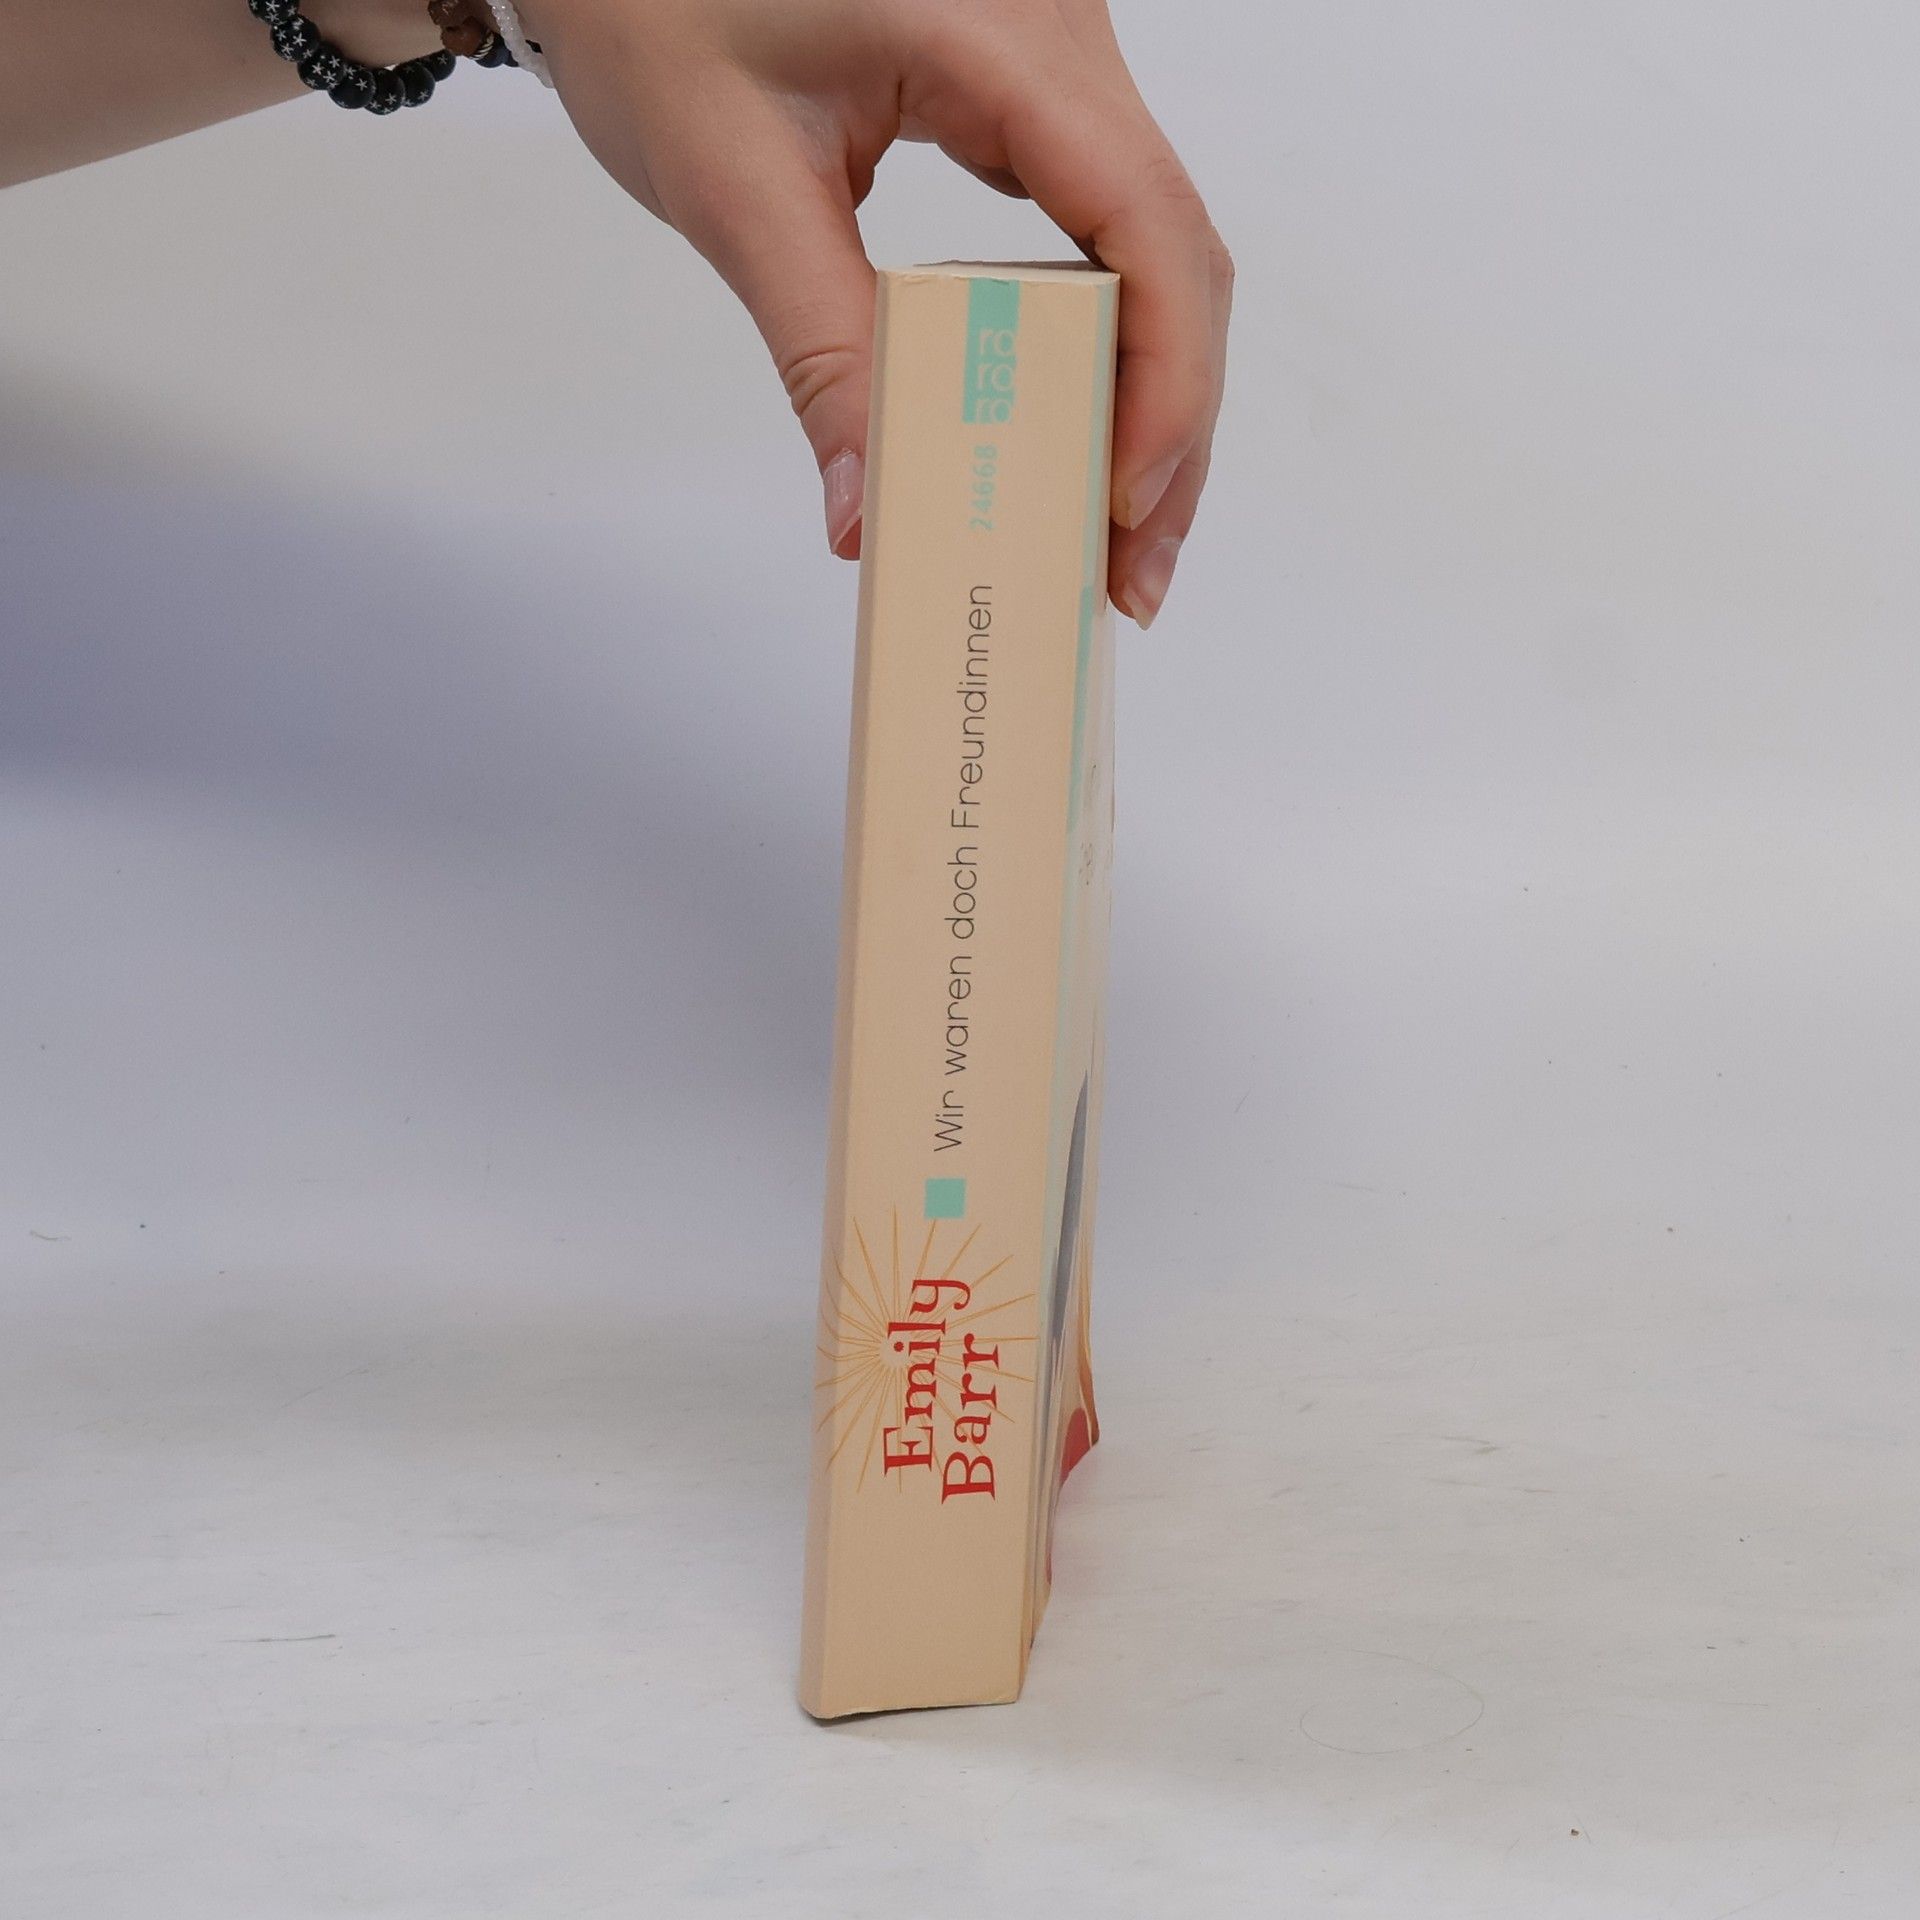 Emily
Barr
Wir waren doch Freundinnen
24668
ro
ro
ro